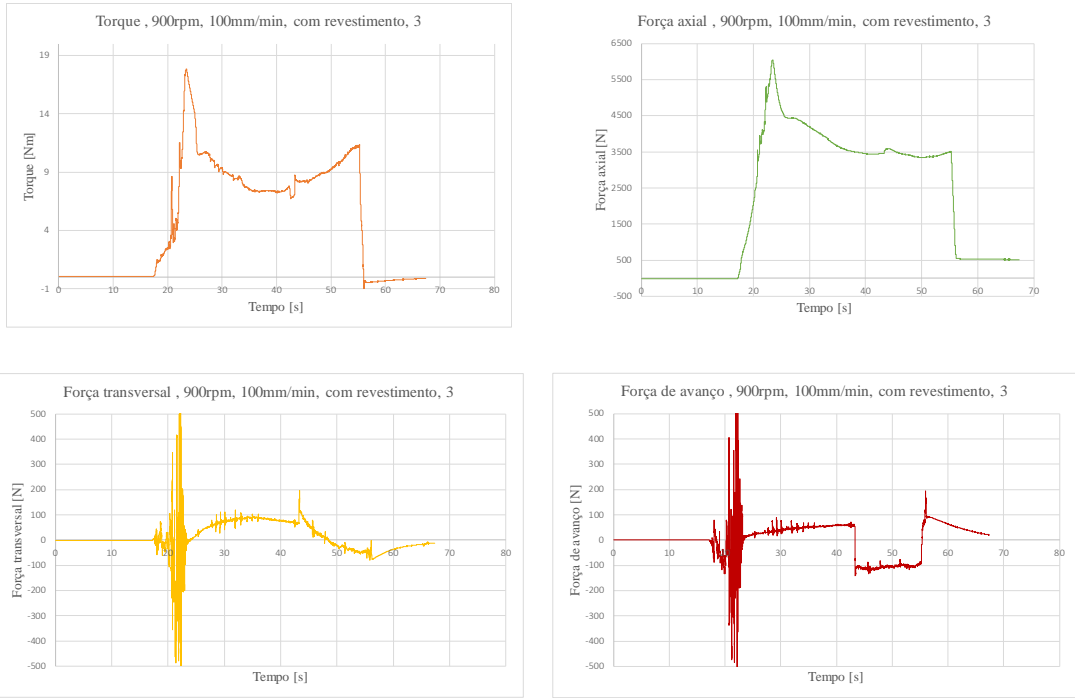 Torque , 900rpm, 100mm/min, com revestimento, 3
Torque [Nm]
19
14
9
4
-1
0 10 20 30 40 50 60 70 80
Tempo [s]
Força axial , 900rpm, 100mm/min, com revestimento, 3
Força axial [N]
6500
5500
4500
3500
2500
1500
500
-500
0 10 20 30 40 50 60 70
Tempo [s]
Força transversal , 900rpm, 100mm/min, com revestimento, 3
Força transversal [N]
500
400
300
200
100
0
-100
-200
-300
-400
-500
0 10 20 30 40 50 60 70 80
Tempo [s]
Força de avanço , 900rpm, 100mm/min, com revestimento, 3
Força de avanço [N]
500
400
300
200
100
0
-100
-200
-300
-400
-500
0 10 20 30 40 50 60 70 80
Tempo [s]